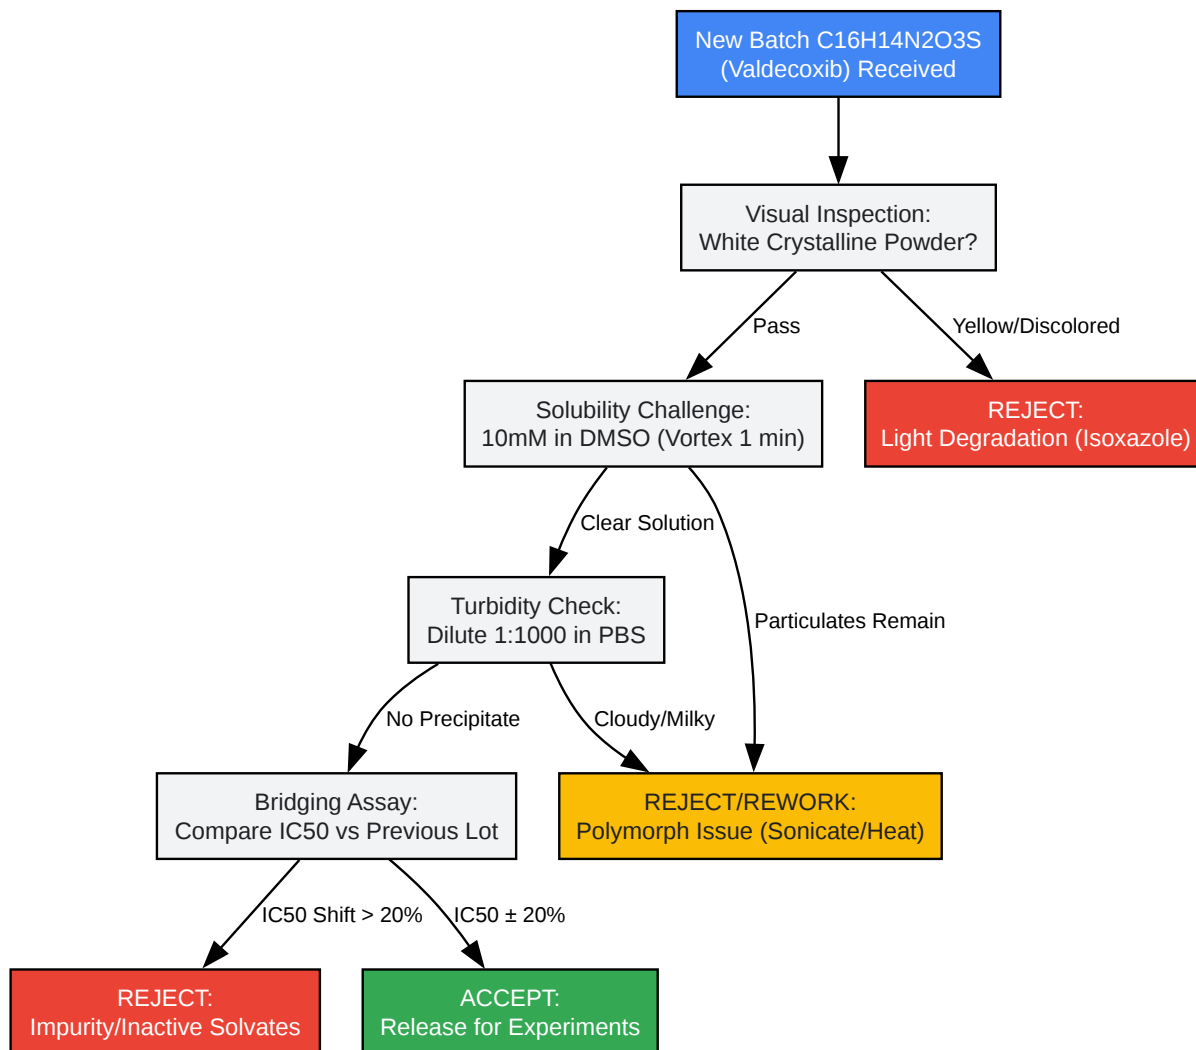 New Batch C16H14N2O3S
(Valdecoxib) Received
Visual Inspection:
White Crystalline Powder?
Pass
Yellow/Discolored
Solubility Challenge:
10mM in DMSO (Vortex 1 min)
REJECT:
Light Degradation (Isoxazole)
Clear Solution
Particulates Remain
Turbidity Check:
Dilute 1:1000 in PBS
No Precipitate
Cloudy/Milky
Bridging Assay:
Compare IC50 vs Previous Lot
REJECT/REWORK:
Polymorph Issue (Sonicate/Heat)
IC50 Shift > 20%
IC50 ± 20%
REJECT:
Impurity/Inactive Solvates
ACCEPT:
Release for Experiments